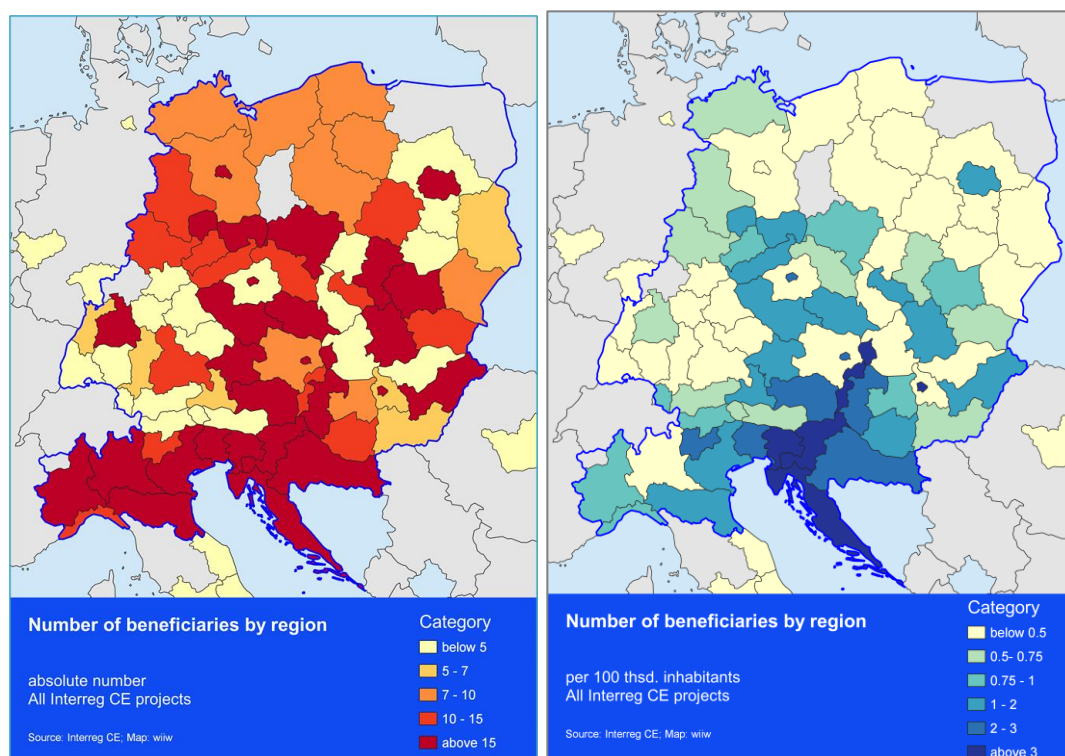 Number of beneficiaries by region
absolute number
All Interreg CE projects
Source: Interreg CE; Map: wiiw
Category
below 5
5 - 7
7 - 10
10 - 15
above 15
Number of beneficiaries by region
per 100 thsd. inhabitants
All Interreg CE projects
Source: Interreg CE; Map: wiiw
Category
below 0.5
0.5- 0.75
0.75 - 1
1 - 2
2 - 3
above 3